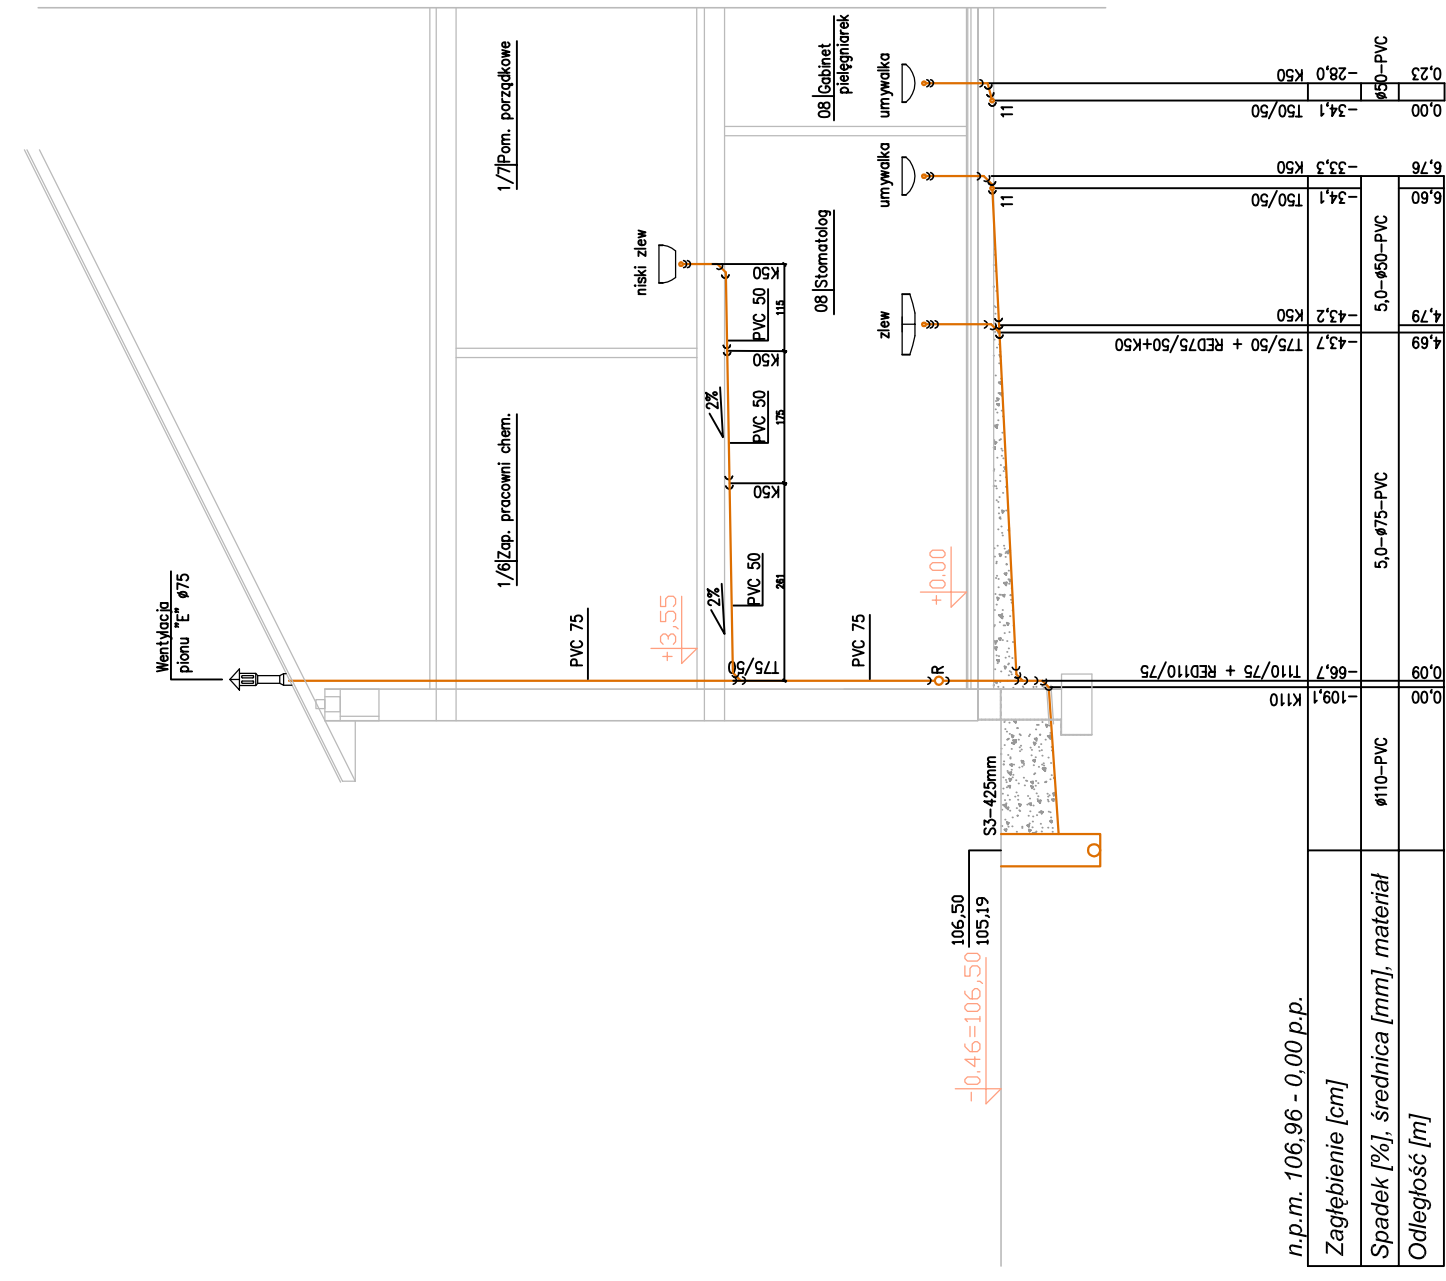 Wentylacja
pionu "E" ø75
1/6 Zap. pracowni chem.
1/7 Pom. porządkowe
PVC 75
+3,55
niski zlew
T75/50
2%
PVC 50
261
K50
2%
PVC 50
175
K50
PVC 50
115
K50
08 Stomatolog
08 Gabinet
pielęgniarek
PVC 75
R
+0.00
zlew
umywalka
umywalka
11
11
S3-425mm
106,50
105,19
-0.46=106,50
K110
T110/75 + RED110/75
T75/50 + RED75/50+K50
K50
T50/50
K50
T50/50
K50
n.p.m. 106,96 - 0,00 p.p.
Zagłębienie [cm]
-109,1
-66,7
-43,7
-43,2
-34,1
-33,3
-34,1
-28,0
Spadek [%], średnica [mm], materiał
ø110-PVC
5,0-ø75-PVC
5,0-ø50-PVC
ø50-PVC
Odległość [m]
0,00
0,09
4,69
4,79
6,60
6,76
0,00
0,23